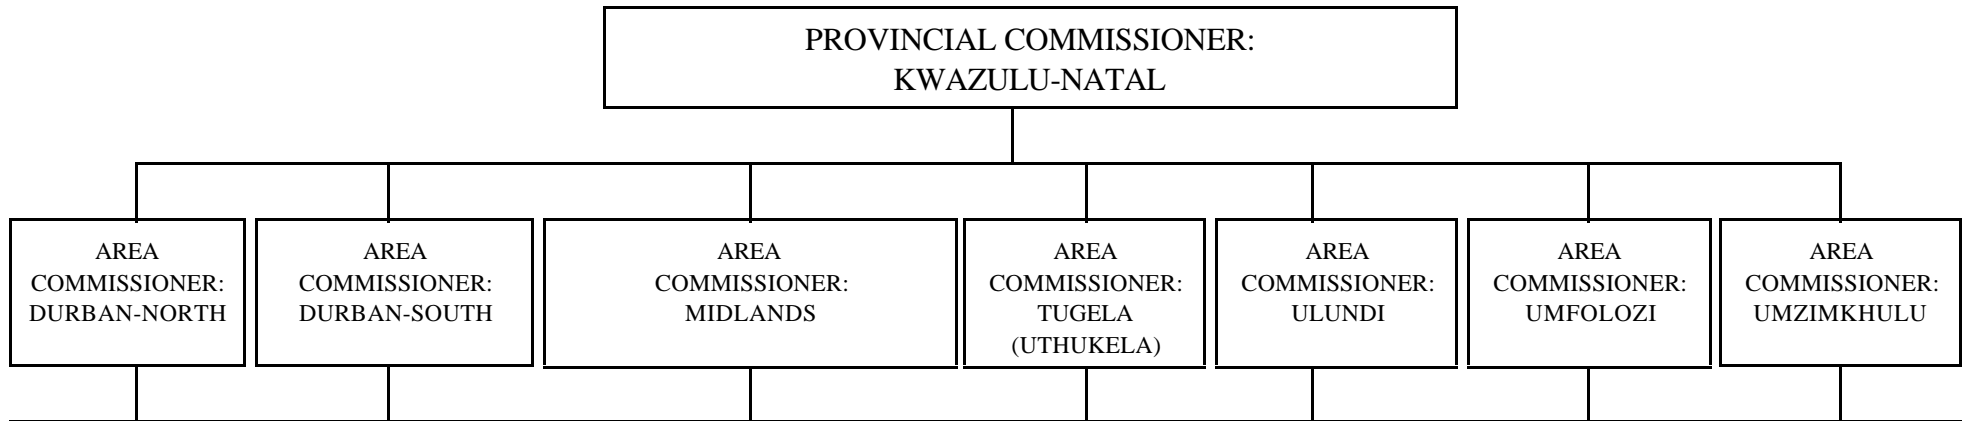 PROVINCIAL COMMISSIONER:
KWAZULU-NATAL
AREA
COMMISSIONER:
DURBAN-NORTH
AREA
COMMISSIONER:
DURBAN-SOUTH
AREA
COMMISSIONER:
MIDLANDS
AREA
COMMISSIONER:
TUGELA
(UTHUKELA)
AREA
COMMISSIONER:
ULUNDI
AREA
COMMISSIONER:
UMFOLOZI
AREA
COMMISSIONER:
UMZIMKHULU